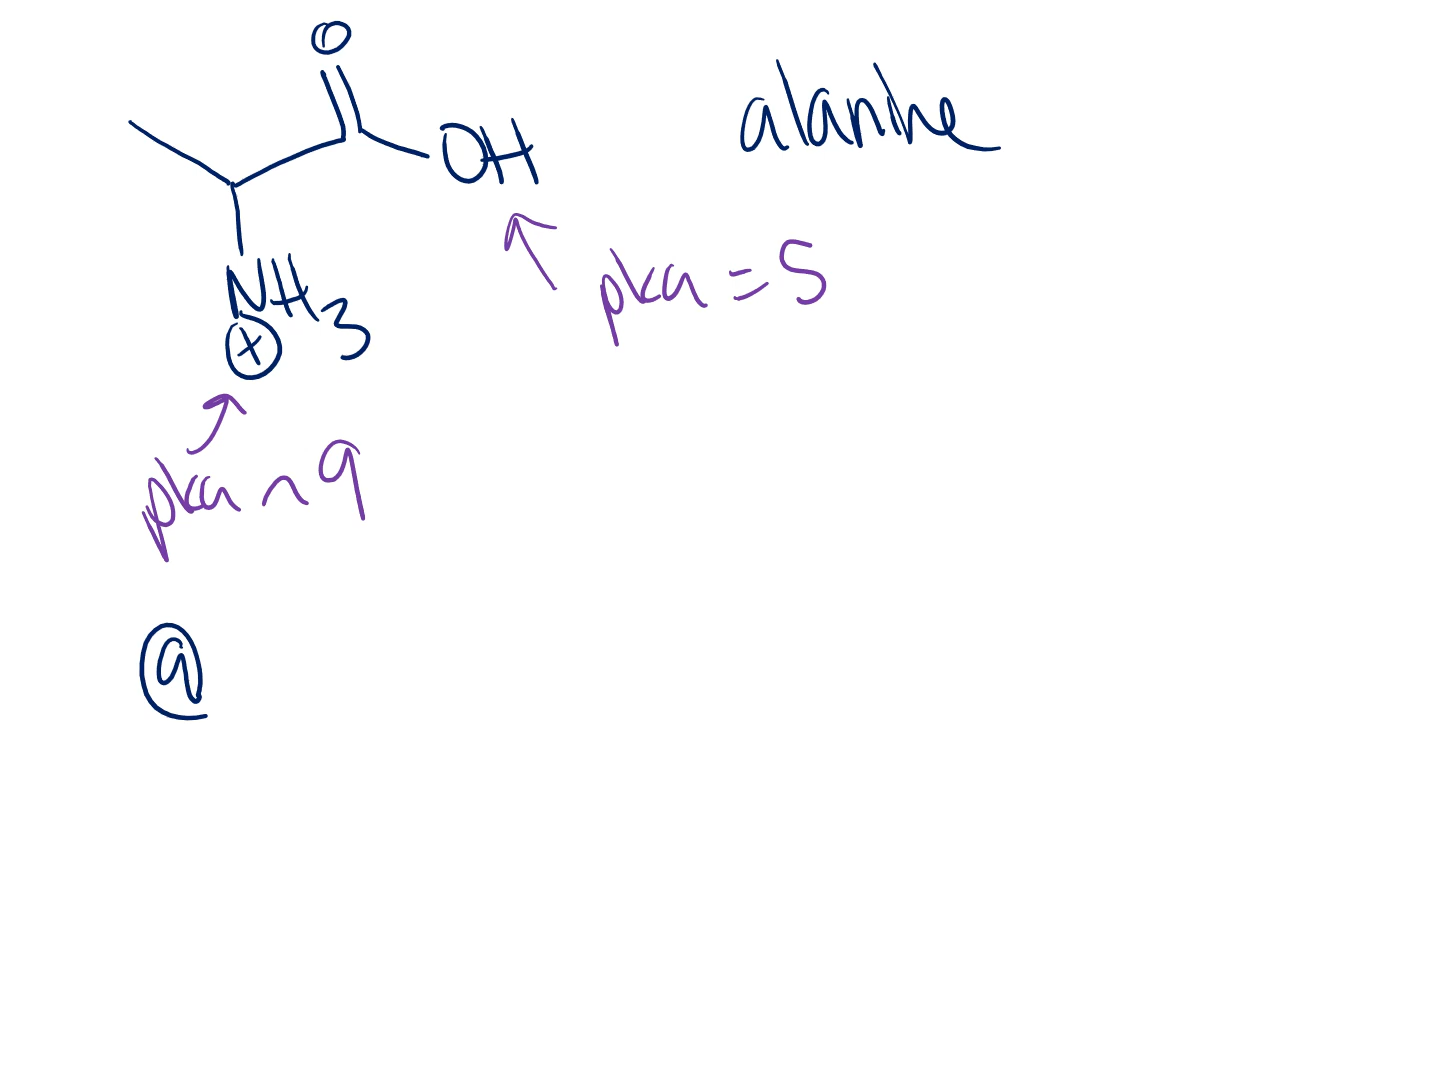 O
alanine
OH
NH3
+
pka = 5
pka ~ 9
a